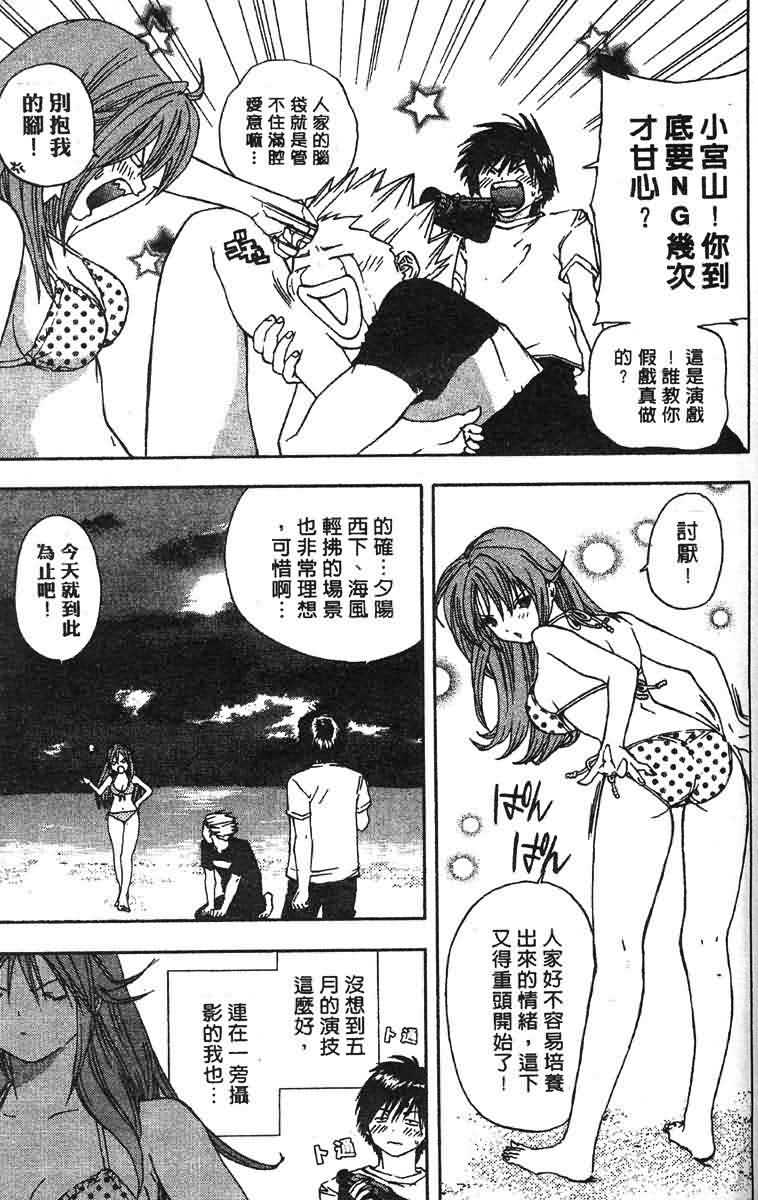 小宮山！你到
底要NG幾次
才甘心？
這是演戲
！誰教你
假戲真做
的？
人家的腦
袋就是管
不住滿腔
愛意嘛…
別抱我
的腳！
討厭！
ぱん
ぱん
人家好不容易培養
出來的情緒，這下
又得重頭開始了！
的確…夕陽
西下、海風
輕拂的場景
也非常理想
，可惜啊…
今天就到此
為止吧！
沒想到五
月的演技
這麼好，
連在一旁攝
影的我也…
卜通
卜通